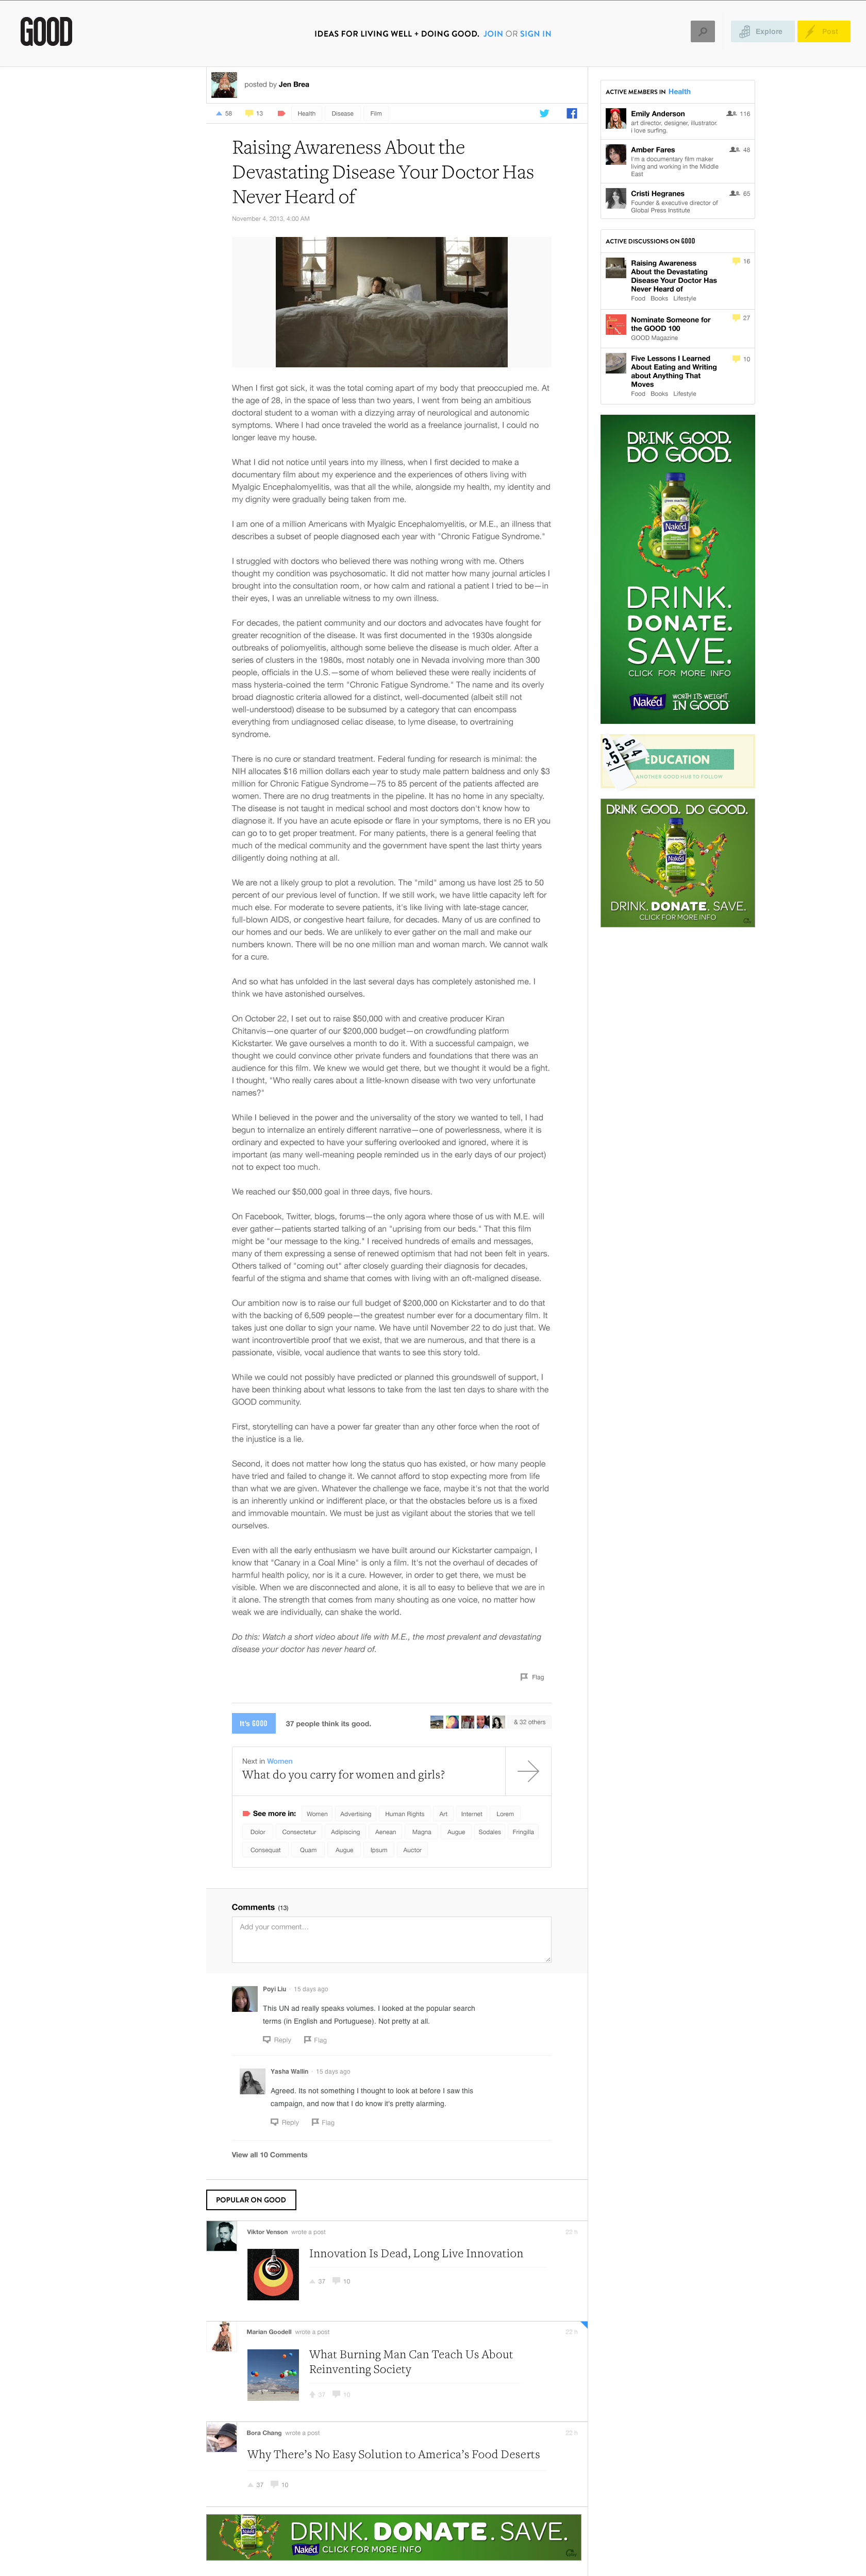 GOOD
IDEAS FOR LIVING WELL + DOING GOOD. JOIN OR SIGN IN
Explore
Post
posted by Jen Brea
58
13
Health
Disease
Film
Raising Awareness About the
Devastating Disease Your Doctor Has
Never Heard of
November 4, 2013, 4:00 AM
When I first got sick, it was the total coming apart of my body that preoccupied me. At
the age of 28, in the space of less than two years, I went from being an ambitious
doctoral student to a woman with a dizzying array of neurological and autonomic
symptoms. Where I had once traveled the world as a freelance journalist, I could no
longer leave my house.
What I did not notice until years into my illness, when I first decided to make a
documentary film about my experience and the experiences of others living with
Myalgic Encephalomyelitis, was that all the while, alongside my health, my identity and
my dignity were gradually being taken from me.
I am one of a million Americans with Myalgic Encephalomyelitis, or M.E., an illness that
describes a subset of people diagnosed each year with "Chronic Fatigue Syndrome."
I struggled with doctors who believed there was nothing wrong with me. Others
thought my condition was psychosomatic. It did not matter how many journal articles I
brought into the consultation room, or how calm and rational a patient I tried to be—in
their eyes, I was an unreliable witness to my own illness.
For decades, the patient community and our doctors and advocates have fought for
greater recognition of the disease. It was first documented in the 1930s alongside
outbreaks of poliomyelitis, although some believe the disease is much older. After a
series of clusters in the 1980s, most notably one in Nevada involving more than 300
people, officials in the U.S.—some of whom believed these were really incidents of
mass hysteria-coined the term "Chronic Fatigue Syndrome." The name and its overly
broad diagnostic criteria allowed for a distinct, well-documented (albeit still not
well-understood) disease to be subsumed by a category that can encompass
everything from undiagnosed celiac disease, to lyme disease, to overtraining
syndrome.
There is no cure or standard treatment. Federal funding for research is minimal: the
NIH allocates $16 million dollars each year to study male pattern baldness and only $3
million for Chronic Fatigue Syndrome—75 to 85 percent of the patients affected are
women. There are no drug treatments in the pipeline. It has no home in any specialty.
The disease is not taught in medical school and most doctors don't know how to
diagnose it. If you have an acute episode or flare in your symptoms, there is no ER you
can go to to get proper treatment. For many patients, there is a general feeling that
much of the medical community and the government have spent the last thirty years
diligently doing nothing at all.
We are not a likely group to plot a revolution. The "mild" among us have lost 25 to 50
percent of our previous level of function. If we still work, we have little capacity left for
much else. For moderate to severe patients, it's like living with late-stage cancer,
full-blown AIDS, or congestive heart failure, for decades. Many of us are confined to
our homes and our beds. We are unlikely to ever gather on the mall and make our
numbers known. There will be no one million man and woman march. We cannot walk
for a cure.
And so what has unfolded in the last several days has completely astonished me. I
think we have astonished ourselves.
On October 22, I set out to raise $50,000 with and creative producer Kiran
Chitanvis—one quarter of our $200,000 budget—on crowdfunding platform
Kickstarter. We gave ourselves a month to do it. With a successful campaign, we
thought we could convince other private funders and foundations that there was an
audience for this film. We knew we would get there, but we thought it would be a fight.
I thought, "Who really cares about a little-known disease with two very unfortunate
names?"
While I believed in the power and the universality of the story we wanted to tell, I had
begun to internalize an entirely different narrative—one of powerlessness, where it is
ordinary and expected to have your suffering overlooked and ignored, where it is
important (as many well-meaning people reminded us in the early days of our project)
not to expect too much.
We reached our $50,000 goal in three days, five hours.
On Facebook, Twitter, blogs, forums—the only agora where those of us with M.E. will
ever gather—patients started talking of an "uprising from our beds." That this film
might be "our message to the king." I received hundreds of emails and messages,
many of them expressing a sense of renewed optimism that had not been felt in years.
Others talked of "coming out" after closely guarding their diagnosis for decades,
fearful of the stigma and shame that comes with living with an oft-maligned disease.
Our ambition now is to raise our full budget of $200,000 on Kickstarter and to do that
with the backing of 6,509 people—the greatest number ever for a documentary film. It
takes just one dollar to sign your name. We have until November 22 to do just that. We
want incontrovertible proof that we exist, that we are numerous, and that there is a
passionate, visible, vocal audience that wants to see this story told.
While we could not possibly have predicted or planned this groundswell of support, I
have been thinking about what lessons to take from the last ten days to share with the
GOOD community.
First, storytelling can have a power far greater than any other force when the root of
the injustice is a lie.
Second, it does not matter how long the status quo has existed, or how many people
have tried and failed to change it. We cannot afford to stop expecting more from life
than what we are given. Whatever the challenge we face, maybe it's not that the world
is an inherently unkind or indifferent place, or that the obstacles before us is a fixed
and immovable mountain. We must be just as vigilant about the stories that we tell
ourselves.
Even with all the early enthusiasm we have built around our Kickstarter campaign, I
know that "Canary in a Coal Mine" is only a film. It's not the overhaul of decades of
harmful health policy, nor is it a cure. However, in order to get there, we must be
visible. When we are disconnected and alone, it is all to easy to believe that we are in
it alone. The strength that comes from many shouting as one voice, no matter how
weak we are individually, can shake the world.
Do this: Watch a short video about life with M.E., the most prevalent and devastating
disease your doctor has never heard of.
Flag
It's GOOD
37 people think its good.
& 32 others
Next in Women
What do you carry for women and girls?
See more in: Women Advertising Human Rights Art Internet Lorem
Dolor Consectetur Adipiscing Aenean Magna Augue Sodales Fringilla
Consequat Quam Augue Ipsum Auctor
Comments (13)
Add your comment...
Poyi Liu · 15 days ago
This UN ad really speaks volumes. I looked at the popular search
terms (in English and Portuguese). Not pretty at all.
Reply Flag
Yasha Wallin · 15 days ago
Agreed. Its not something I thought to look at before I saw this
campaign, and now that I do know it's pretty alarming.
Reply Flag
View all 10 Comments
POPULAR ON GOOD
Viktor Venson wrote a post
22 h
Innovation Is Dead, Long Live Innovation
37 10
Marian Goodell wrote a post
22 h
What Burning Man Can Teach Us About
Reinventing Society
37 10
Bora Chang wrote a post
22 h
Why There's No Easy Solution to America's Food Deserts
37 10
DRINK. DONATE. SAVE.
Naked CLICK FOR MORE INFO
ACTIVE MEMBERS IN Health
Emily Anderson
116
art director, designer, illustrator.
i love surfing.
Amber Fares
48
I'm a documentary film maker
living and working in the Middle
East
Cristi Hegranes
65
Founder & executive director of
Global Press Institute
ACTIVE DISCUSSIONS ON GOOD
Raising Awareness
16
About the Devastating
Disease Your Doctor Has
Never Heard of
Food Books Lifestyle
Nominate Someone for
27
the GOOD 100
GOOD Magazine
Five Lessons I Learned
10
About Eating and Writing
about Anything That
Moves
Food Books Lifestyle
DRINK GOOD.
DO GOOD.
Naked
DRINK.
DONATE.
SAVE.
CLICK FOR MORE INFO
Naked WORTH ITS WEIGHT
IN GOOD
EDUCATION
ANOTHER GOOD HUB TO FOLLOW
DRINK GOOD. DO GOOD.
Naked
DRINK. DONATE. SAVE.
CLICK FOR MORE INFO